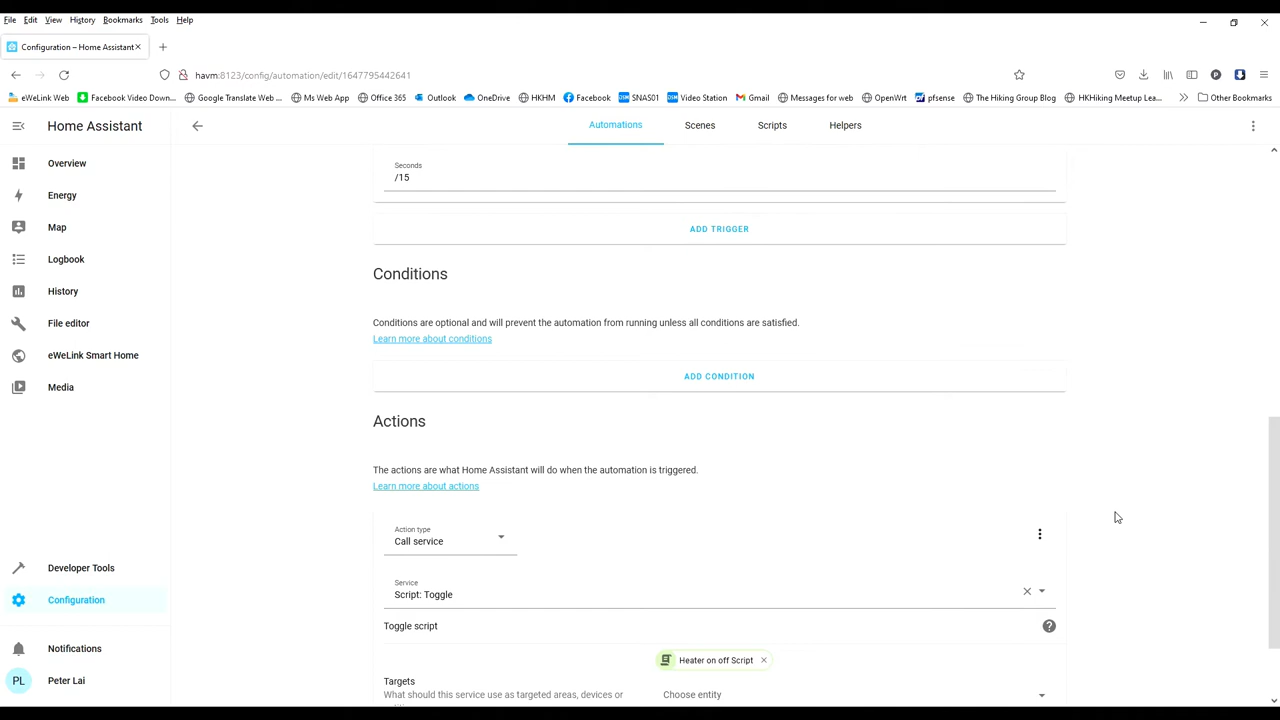 File Edit View History Bookmarks Tools Help
Configuration – Home Assistant
havm:8123/config/automation/edit/1647795442641
eWeLink Web Facebook Video Down... Google Translate Web ... Ms Web App Office 365 Outlook OneDrive HKHM Facebook SNAS01 Video Station Gmail Messages for web OpenWrt pfsense The Hiking Group Blog HKHiking Meetup Lea... Other Bookmarks
Home Assistant
Automations Scenes Scripts Helpers
Overview
Energy
Map
Logbook
History
File editor
eWeLink Smart Home
Media
Developer Tools
Configuration
Notifications
PL Peter Lai
Seconds
/15
ADD TRIGGER
Conditions
Conditions are optional and will prevent the automation from running unless all conditions are satisfied.
Learn more about conditions
ADD CONDITION
Actions
The actions are what Home Assistant will do when the automation is triggered.
Learn more about actions
Action type
Call service
Service
Script: Toggle
Toggle script
Heater on off Script
Targets
What should this service use as targeted areas, devices or
Choose entity